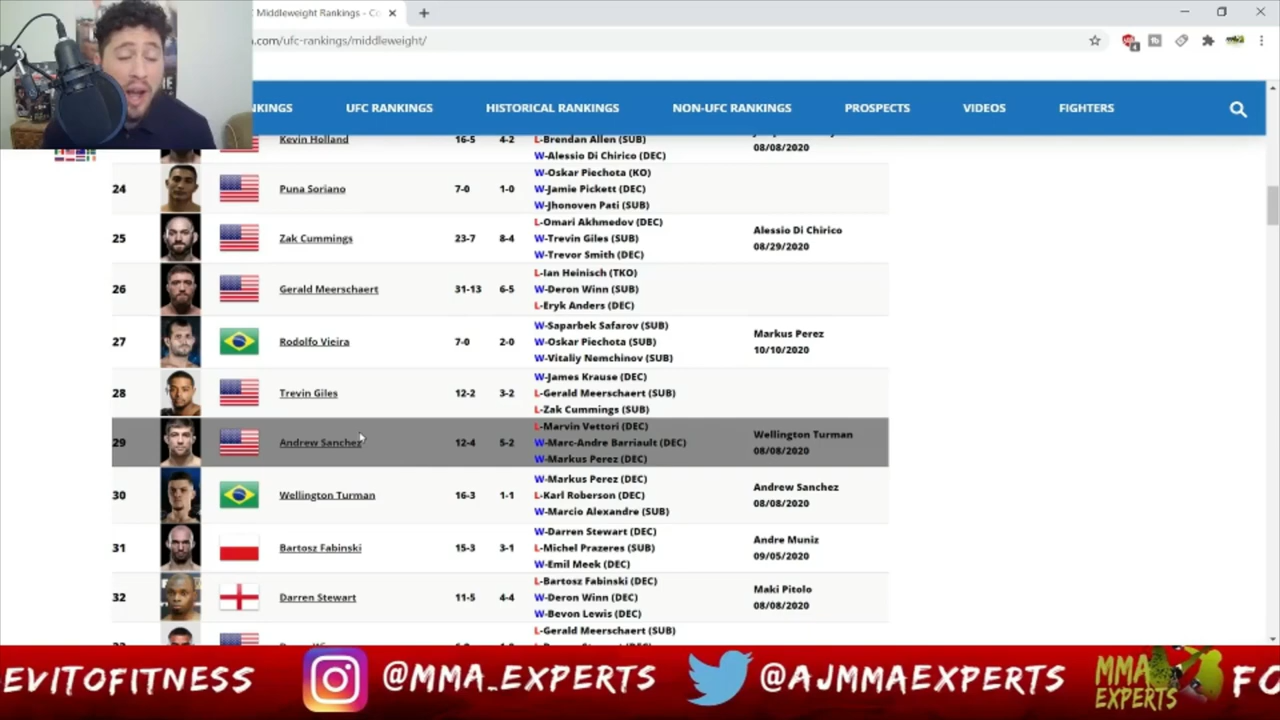 Middleweight Rankings - Co
.com/ufc-rankings/middleweight/
NKINGS UFC RANKINGS HISTORICAL RANKINGS NON-UFC RANKINGS PROSPECTS VIDEOS FIGHTERS
Kevin Holland 16-5 4-2 L-Brendan Allen (SUB)
W-Alessio Di Chirico (DEC)
08/08/2020
24 Puna Soriano 7-0 1-0
W-Oskar Piechota (KO)
W-Jamie Pickett (DEC)
W-Jhonoven Pati (SUB)
25 Zak Cummings 23-7 8-4
L-Omari Akhmedov (DEC)
W-Trevin Giles (SUB)
W-Trevor Smith (DEC)
Alessio Di Chirico
08/29/2020
26 Gerald Meerschaert 31-13 6-5
L-Ian Heinisch (TKO)
W-Deron Winn (SUB)
L-Eryk Anders (DEC)
27 Rodolfo Vieira 7-0 2-0
W-Saparbek Safarov (SUB)
W-Oskar Piechota (SUB)
W-Vitaliy Nemchinov (SUB)
Markus Perez
10/10/2020
28 Trevin Giles 12-2 3-2
W-James Krause (DEC)
L-Gerald Meerschaert (SUB)
L-Zak Cummings (SUB)
29 Andrew Sanchez 12-4 5-2
L-Marvin Vettori (DEC)
W-Marc-Andre Barriault (DEC)
W-Markus Perez (DEC)
Wellington Turman
08/08/2020
30 Wellington Turman 16-3 1-1
W-Markus Perez (DEC)
L-Karl Roberson (DEC)
W-Marcio Alexandre (SUB)
Andrew Sanchez
08/08/2020
31 Bartosz Fabinski 15-3 3-1
W-Darren Stewart (DEC)
L-Michel Prazeres (SUB)
W-Emil Meek (DEC)
Andre Muniz
09/05/2020
32 Darren Stewart 11-5 4-4
L-Bartosz Fabinski (DEC)
W-Deron Winn (DEC)
W-Bevon Lewis (DEC)
Maki Pitolo
08/08/2020
L-Gerald Meerschaert (SUB)
EVITOFITNESS @MMA_EXPERTS @AJMMAEXPERTS MMA EXPERTS FO